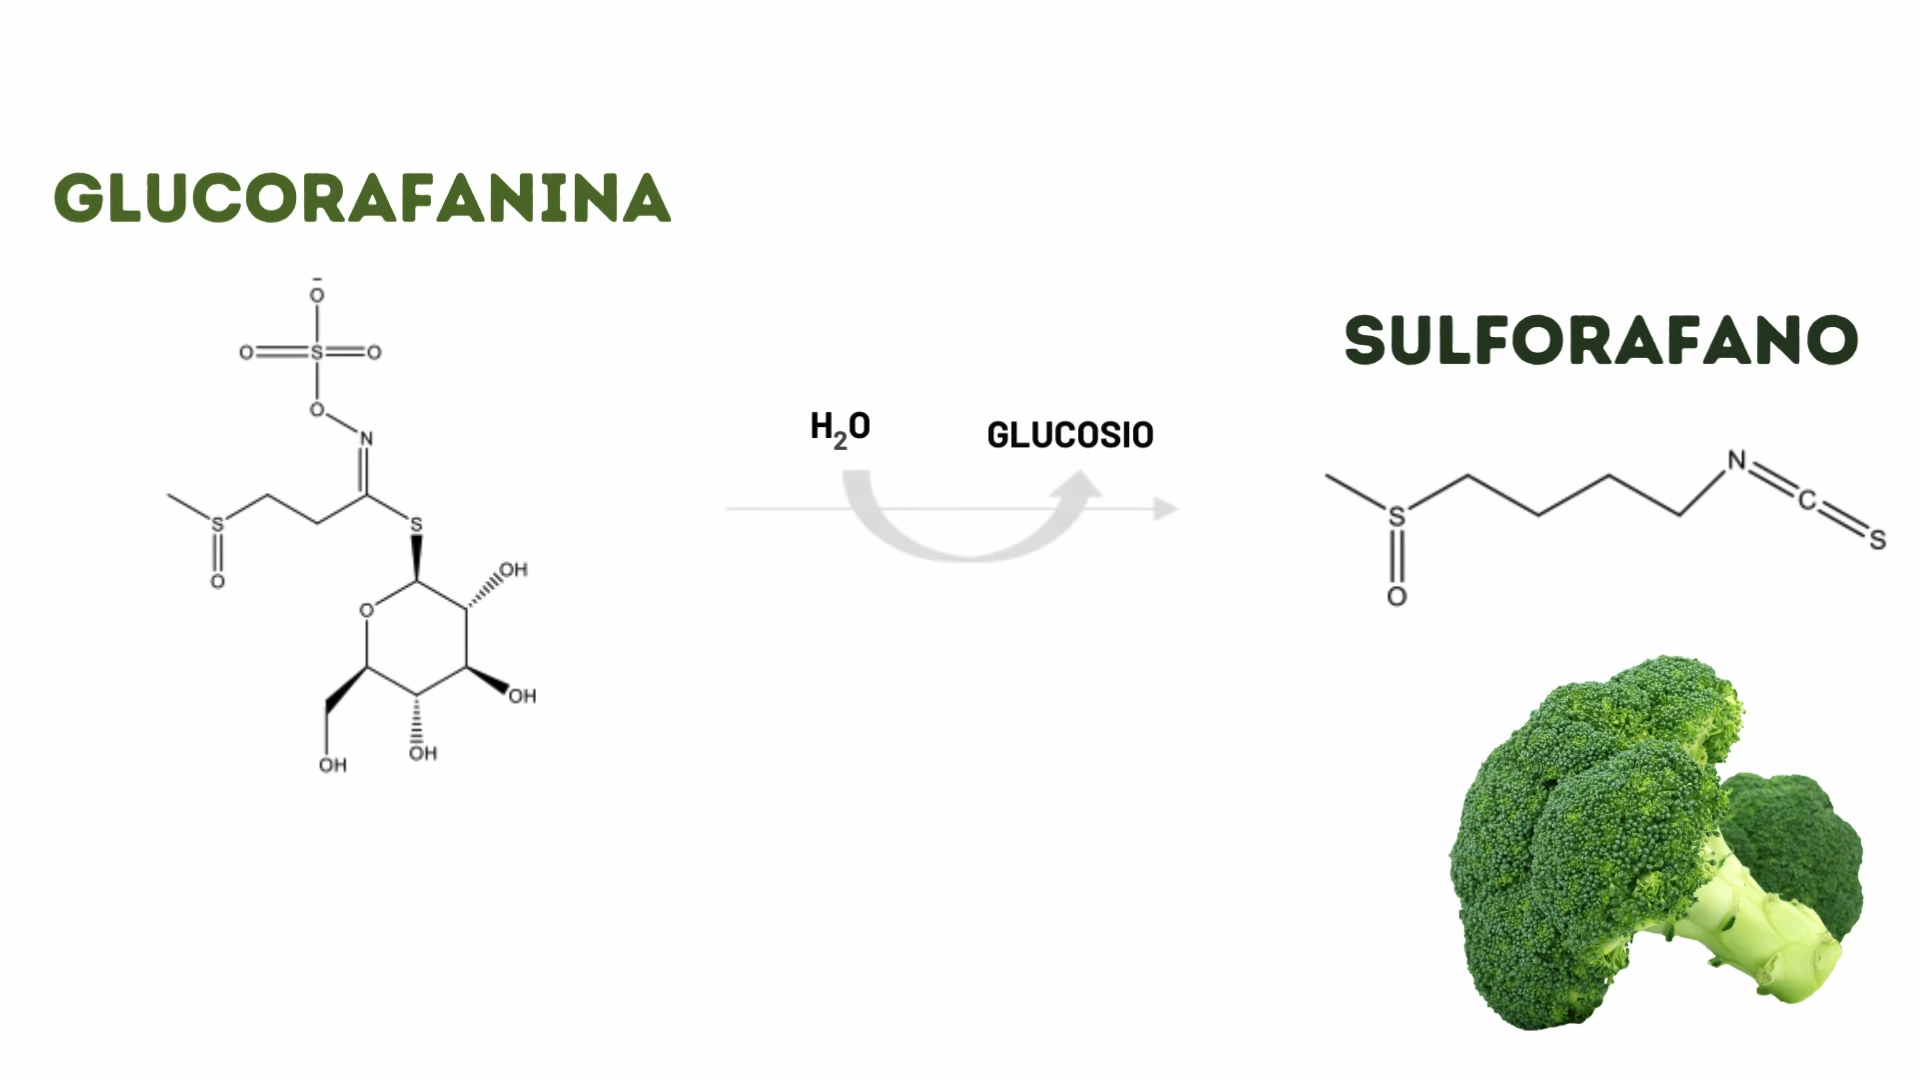 GLUCORAFANINA
-
O
O S O
O
N
S S
O
OH
O
OH
OH
OH
H₂O GLUCOSIO
SULFORAFANO
N
C
S
S
O